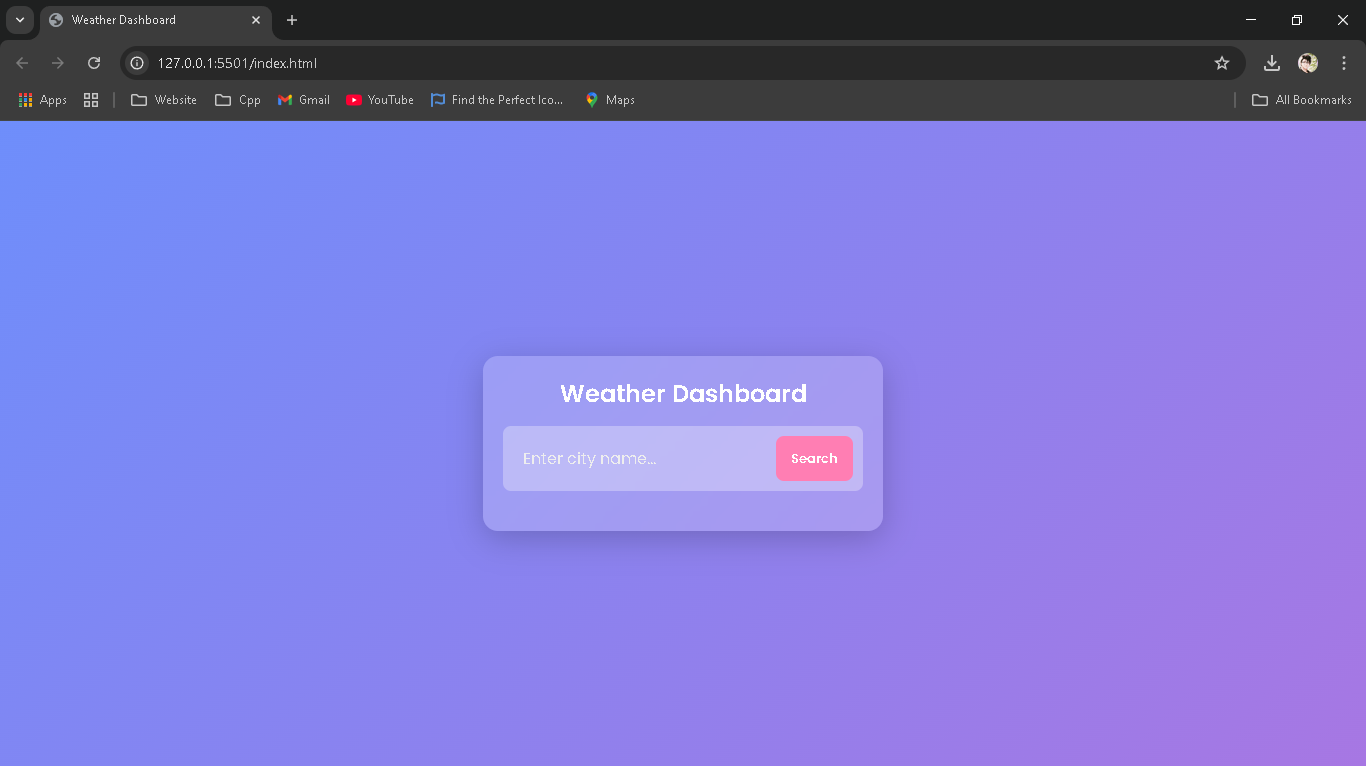 Weather Dashboard
127.0.0.1:5501/index.html
Apps Website Cpp Gmail YouTube Find the Perfect Ico... Maps All Bookmarks
Weather Dashboard
Enter city name... Search